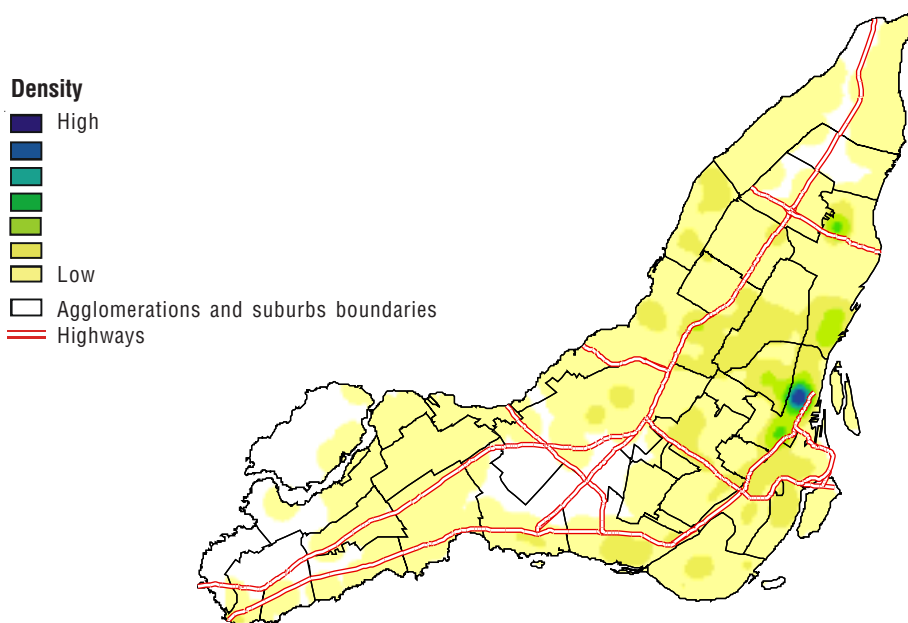 Density
High
Low
Agglomerations and suburbs boundaries
Highways